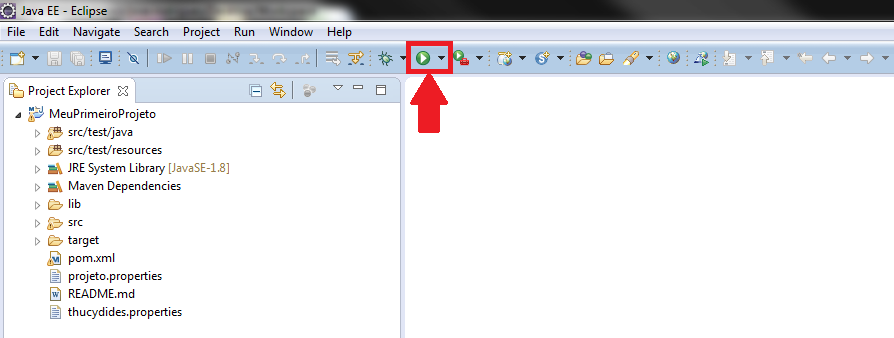 Java EE - Eclipse
File Edit Navigate Search Project Run Window Help
Project Explorer
MeuPrimeiroProjeto
src/test/java
src/test/resources
JRE System Library [JavaSE-1.8]
Maven Dependencies
lib
src
target
pom.xml
projeto.properties
README.md
thucydides.properties